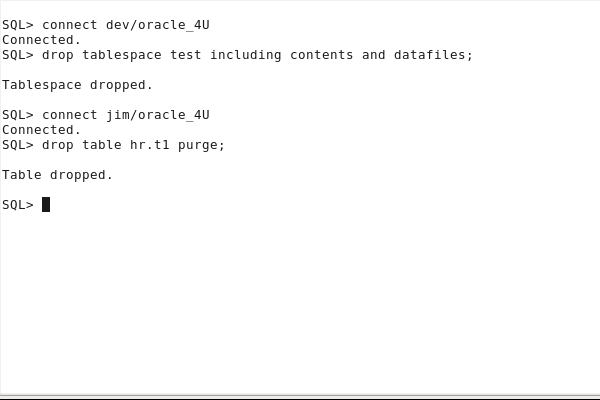 SQL> connect dev/oracle_4U
Connected.
SQL> drop tablespace test including contents and datafiles;
Tablespace dropped.
SQL> connect jim/oracle_4U
Connected.
SQL> drop table hr.t1 purge;
Table dropped.
SQL>